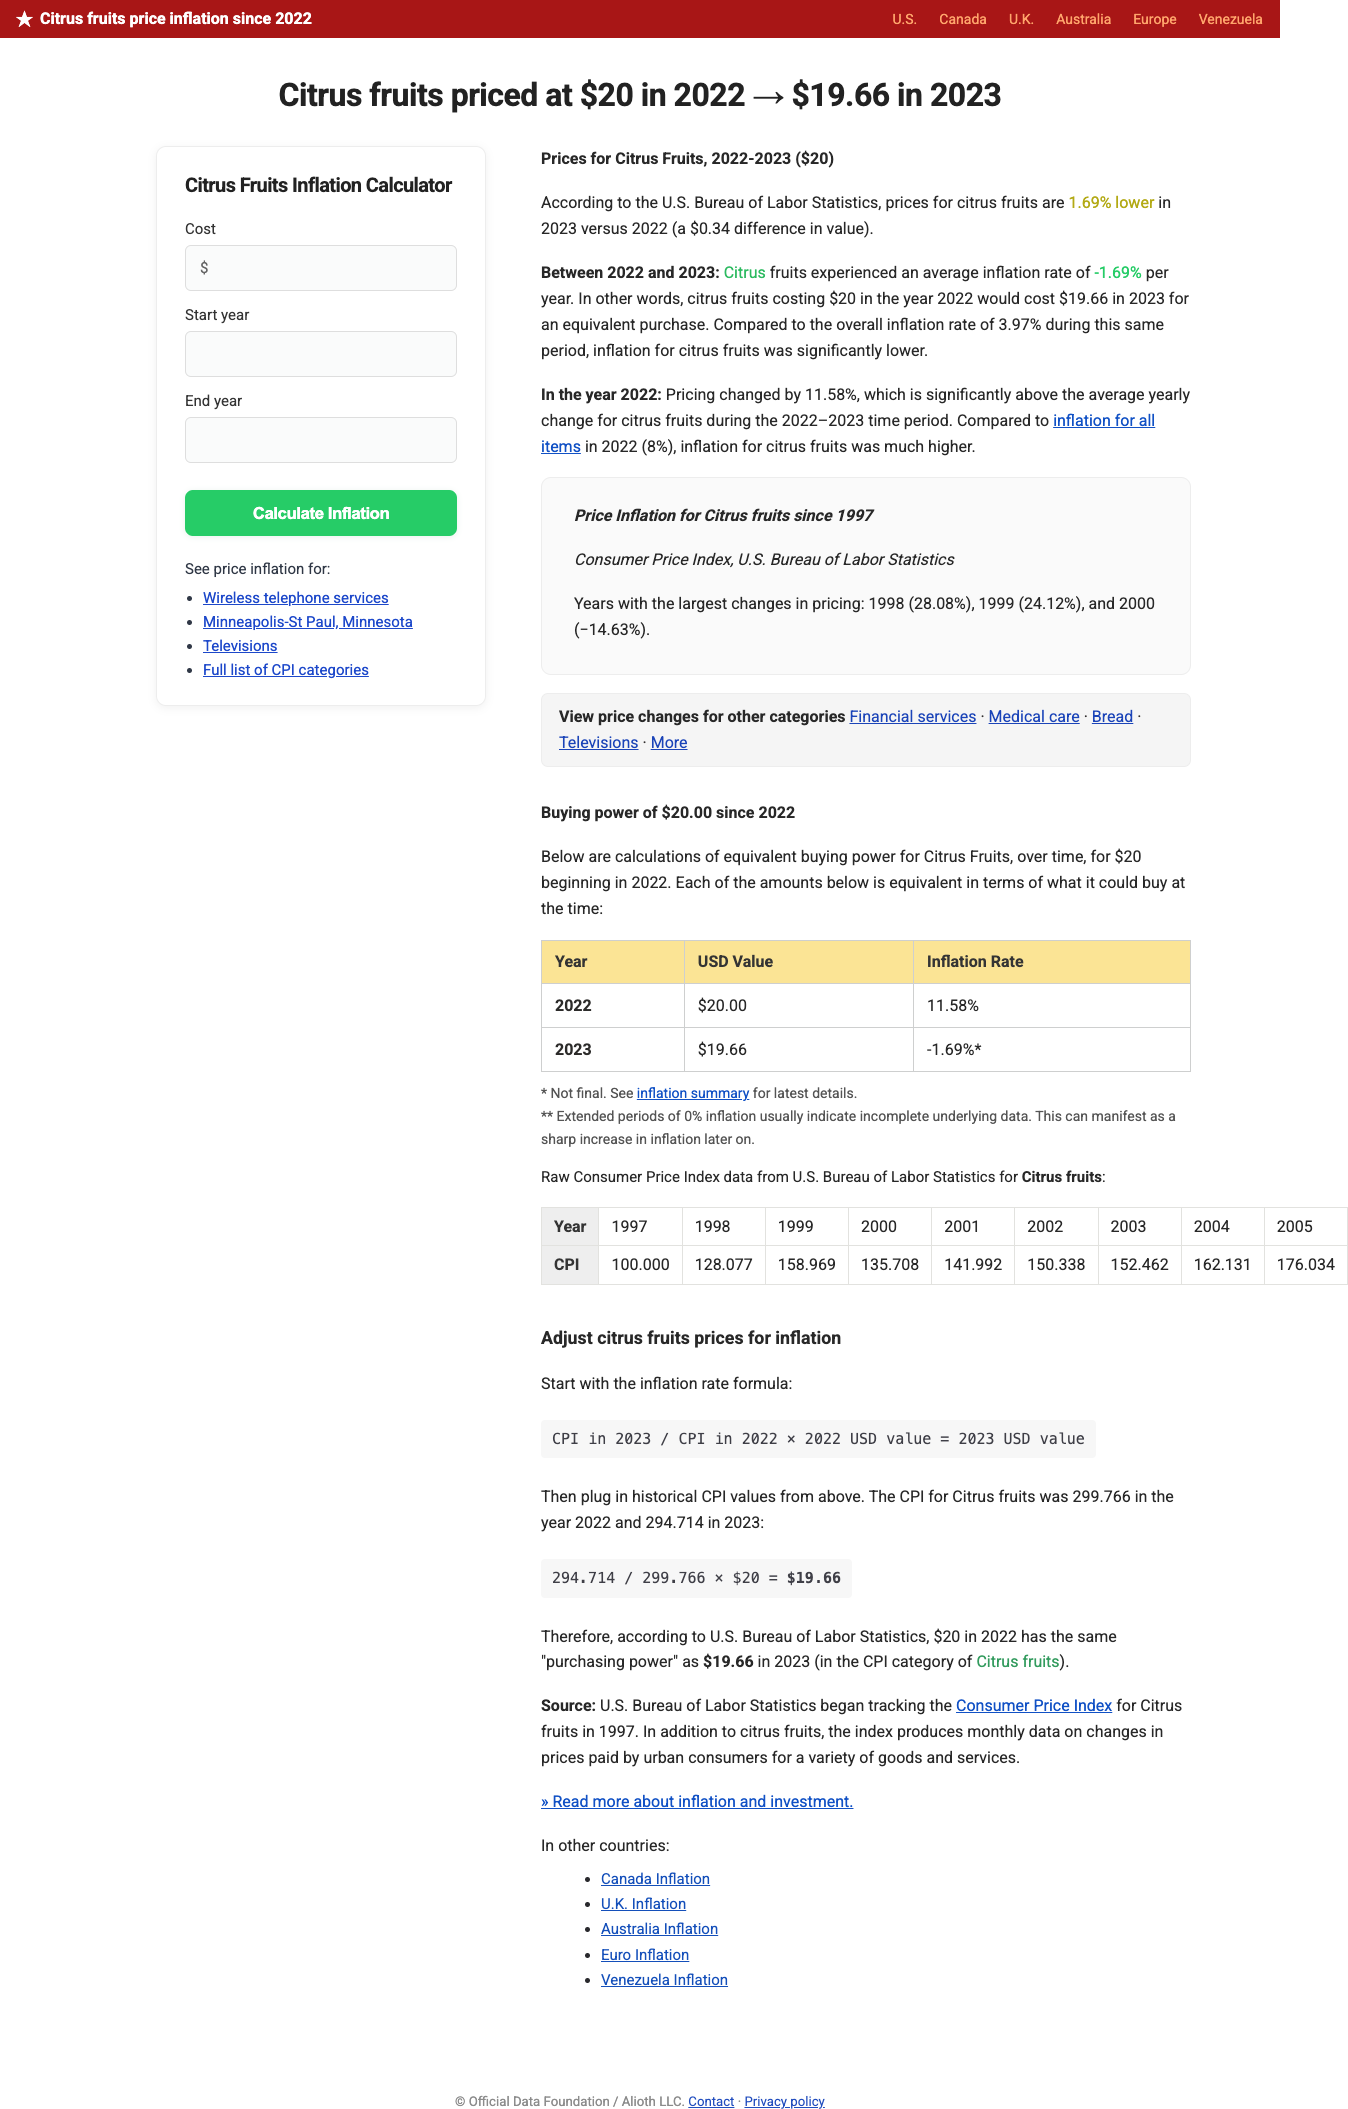 ★ Citrus fruits price inflation since 2022
U.S. Canada U.K. Australia Europe Venezuela
Citrus fruits priced at $20 in 2022 → $19.66 in 2023
Citrus Fruits Inflation Calculator
Cost
$
Start year
End year
Calculate Inflation
See price inflation for:
• Wireless telephone services
• Minneapolis-St Paul, Minnesota
• Televisions
• Full list of CPI categories
Prices for Citrus Fruits, 2022-2023 ($20)
According to the U.S. Bureau of Labor Statistics, prices for citrus fruits are 1.69% lower in
2023 versus 2022 (a $0.34 difference in value).
Between 2022 and 2023: Citrus fruits experienced an average inflation rate of -1.69% per
year. In other words, citrus fruits costing $20 in the year 2022 would cost $19.66 in 2023 for
an equivalent purchase. Compared to the overall inflation rate of 3.97% during this same
period, inflation for citrus fruits was significantly lower.
In the year 2022: Pricing changed by 11.58%, which is significantly above the average yearly
change for citrus fruits during the 2022–2023 time period. Compared to inflation for all
items in 2022 (8%), inflation for citrus fruits was much higher.
Price Inflation for Citrus fruits since 1997
Consumer Price Index, U.S. Bureau of Labor Statistics
Years with the largest changes in pricing: 1998 (28.08%), 1999 (24.12%), and 2000
(−14.63%).
View price changes for other categories Financial services · Medical care · Bread ·
Televisions · More
Buying power of $20.00 since 2022
Below are calculations of equivalent buying power for Citrus Fruits, over time, for $20
beginning in 2022. Each of the amounts below is equivalent in terms of what it could buy at
the time:
Year USD Value Inflation Rate
2022 $20.00 11.58%
2023 $19.66 -1.69%*
* Not final. See inflation summary for latest details.
** Extended periods of 0% inflation usually indicate incomplete underlying data. This can manifest as a
sharp increase in inflation later on.
Raw Consumer Price Index data from U.S. Bureau of Labor Statistics for Citrus fruits:
Year 1997 1998 1999 2000 2001 2002 2003 2004 2005
CPI 100.000 128.077 158.969 135.708 141.992 150.338 152.462 162.131 176.034
Adjust citrus fruits prices for inflation
Start with the inflation rate formula:
CPI in 2023 / CPI in 2022 × 2022 USD value = 2023 USD value
Then plug in historical CPI values from above. The CPI for Citrus fruits was 299.766 in the
year 2022 and 294.714 in 2023:
294.714 / 299.766 × $20 = $19.66
Therefore, according to U.S. Bureau of Labor Statistics, $20 in 2022 has the same
"purchasing power" as $19.66 in 2023 (in the CPI category of Citrus fruits).
Source: U.S. Bureau of Labor Statistics began tracking the Consumer Price Index for Citrus
fruits in 1997. In addition to citrus fruits, the index produces monthly data on changes in
prices paid by urban consumers for a variety of goods and services.
» Read more about inflation and investment.
In other countries:
• Canada Inflation
• U.K. Inflation
• Australia Inflation
• Euro Inflation
• Venezuela Inflation
© Official Data Foundation / Alioth LLC. Contact · Privacy policy